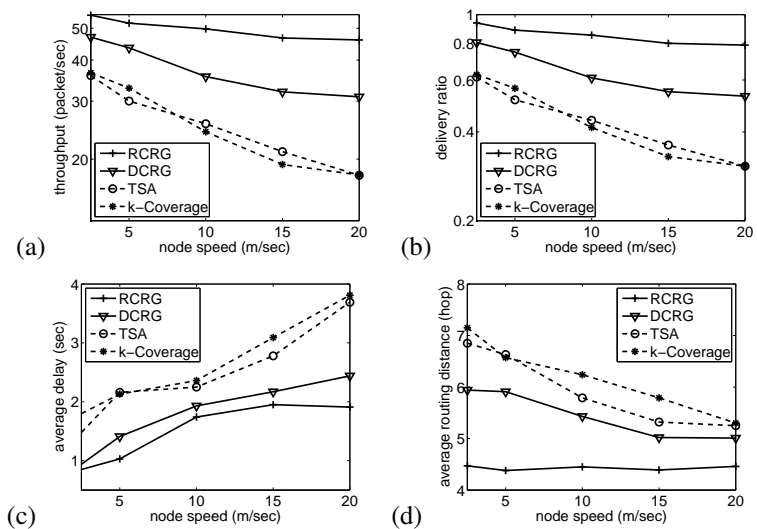 50
40
30
20
throughput (packet/sec)
RCRG
DCRG
TSA
k−Coverage
5
10
15
20
node speed (m/sec)
(a)
1
0.8
0.6
0.4
0.2
delivery ratio
RCRG
DCRG
TSA
k−Coverage
5
10
15
20
node speed (m/sec)
(b)
4
3
2
1
average delay (sec)
RCRG
DCRG
TSA
k−Coverage
5
10
15
20
node speed (m/sec)
(c)
8
7
6
5
4
average routing distance (hop)
RCRG
DCRG
TSA
k−Coverage
5
10
15
20
node speed (m/sec)
(d)